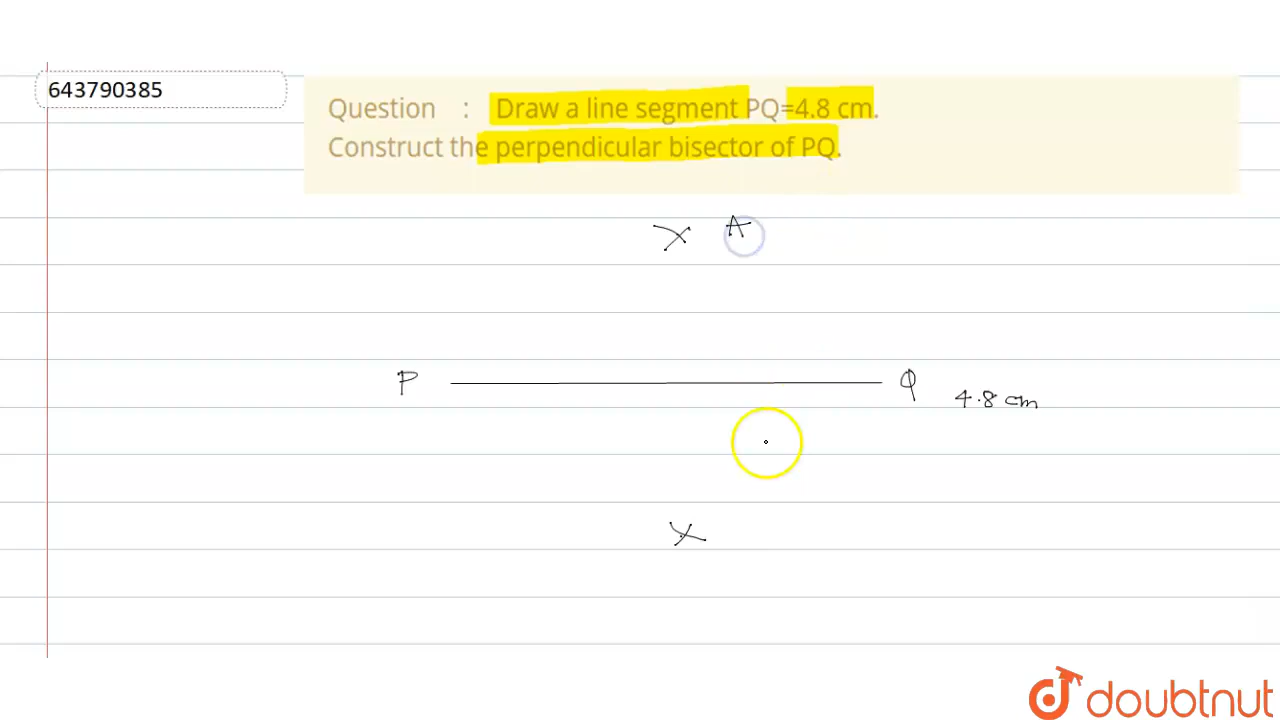 643790385
Question : Draw a line segment PQ=4.8 cm.
Construct the perpendicular bisector of PQ.
A
P Q
4.8 cm
doubtnut